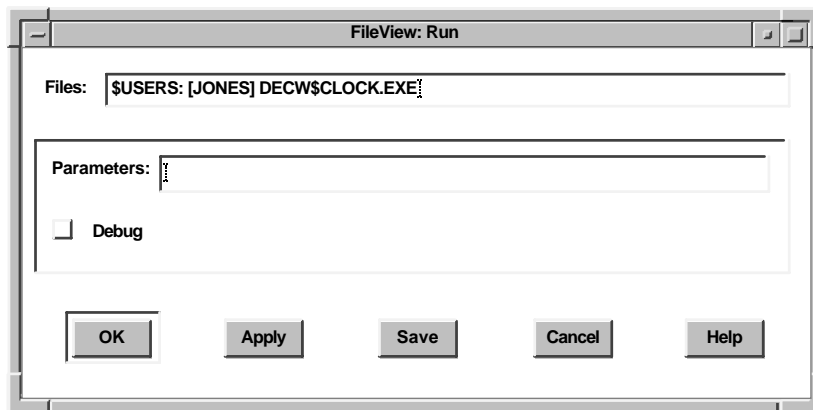 FileView: Run
Files: $USERS: [JONES] DECW$CLOCK.EXE
Parameters:
Debug
OK Apply Save Cancel Help